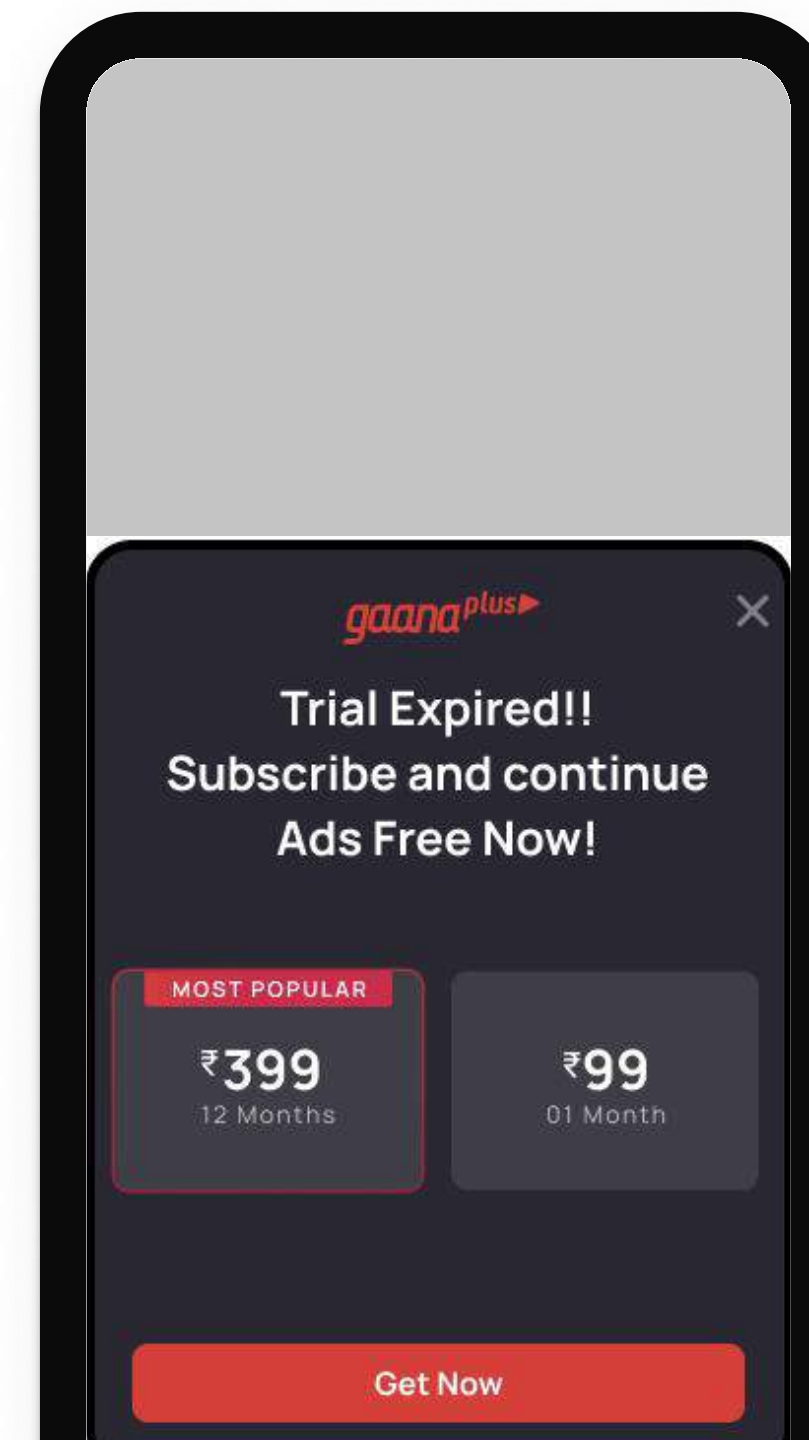 gaana plus
Trial Expired!!
Subscribe and continue
Ads Free Now!
MOST POPULAR
₹399 ₹99
12 Months 01 Month
Get Now